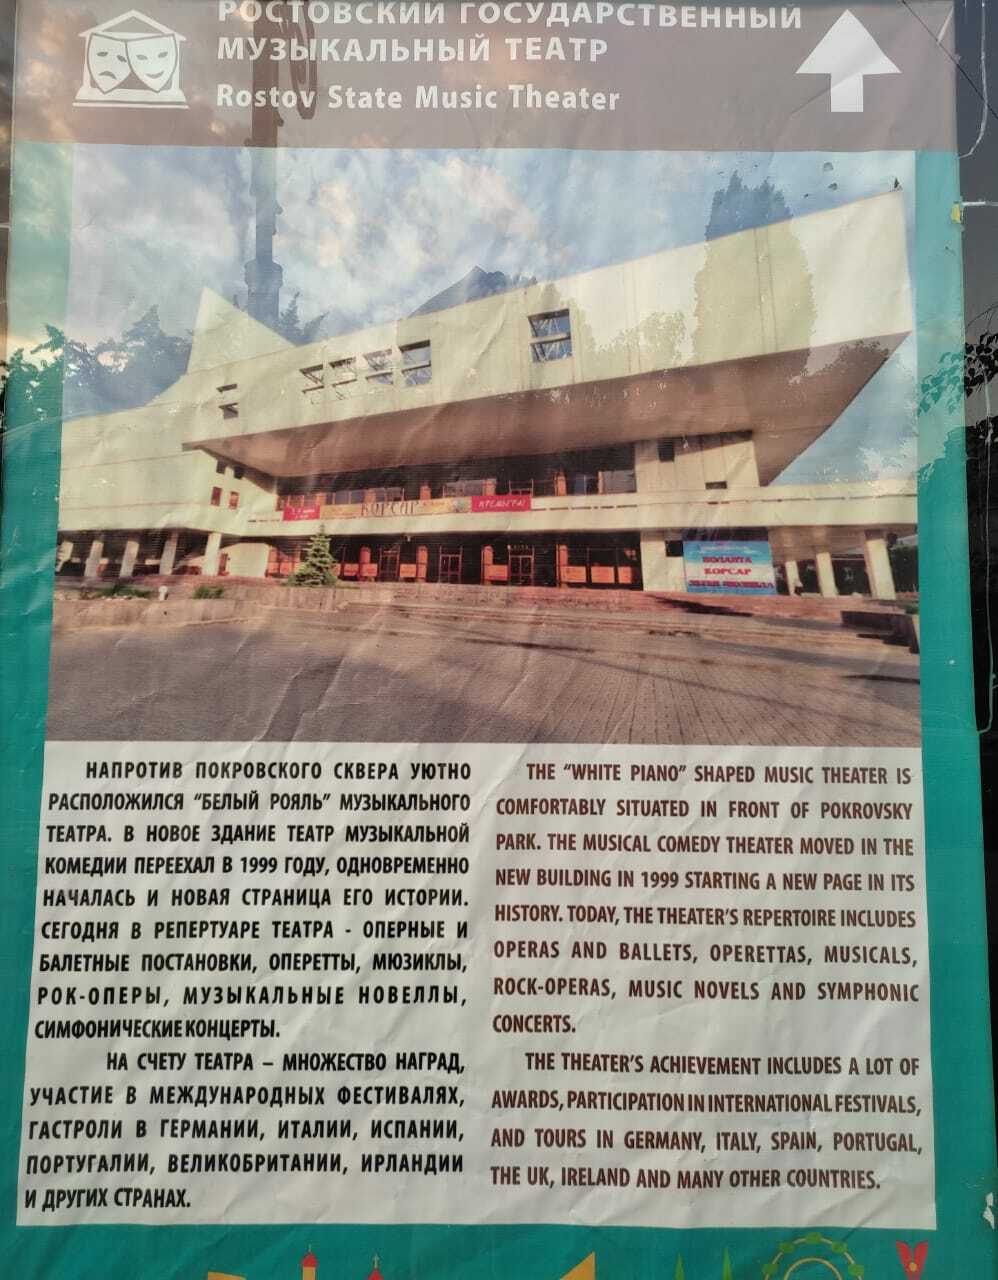 РОСТОВСКИЙ ГОСУДАРСТВЕННЫЙ
МУЗЫКАЛЬНЫЙ ТЕАТР
Rostov State Music Theater
КОРСАР
ПРЕМЬЕРА!
ИОЛАНТА
КОРСАР
НАПРОТИВ ПОКРОВСКОГО СКВЕРА УЮТНО
РАСПОЛОЖИЛСЯ "БЕЛЫЙ РОЯЛЬ" МУЗЫКАЛЬНОГО
ТЕАТРА. В НОВОЕ ЗДАНИЕ ТЕАТР МУЗЫКАЛЬНОЙ
КОМЕДИИ ПЕРЕЕХАЛ В 1999 ГОДУ, ОДНОВРЕМЕННО
НАЧАЛАСЬ И НОВАЯ СТРАНИЦА ЕГО ИСТОРИИ.
СЕГОДНЯ В РЕПЕРТУАРЕ ТЕАТРА - ОПЕРНЫЕ И
БАЛЕТНЫЕ ПОСТАНОВКИ, ОПЕРЕТТЫ, МЮЗИКЛЫ,
РОК-ОПЕРЫ, МУЗЫКАЛЬНЫЕ НОВЕЛЛЫ,
СИМФОНИЧЕСКИЕ КОНЦЕРТЫ.
НА СЧЕТУ ТЕАТРА – МНОЖЕСТВО НАГРАД,
УЧАСТИЕ В МЕЖДУНАРОДНЫХ ФЕСТИВАЛЯХ,
ГАСТРОЛИ В ГЕРМАНИИ, ИТАЛИИ, ИСПАНИИ,
ПОРТУГАЛИИ, ВЕЛИКОБРИТАНИИ, ИРЛАНДИИ
И ДРУГИХ СТРАНАХ.
THE "WHITE PIANO" SHAPED MUSIC THEATER IS
COMFORTABLY SITUATED IN FRONT OF POKROVSKY
PARK. THE MUSICAL COMEDY THEATER MOVED IN THE
NEW BUILDING IN 1999 STARTING A NEW PAGE IN ITS
HISTORY. TODAY, THE THEATER'S REPERTOIRE INCLUDES
OPERAS AND BALLETS, OPERETTAS, MUSICALS,
ROCK-OPERAS, MUSIC NOVELS AND SYMPHONIC
CONCERTS.
THE THEATER'S ACHIEVEMENT INCLUDES A LOT OF
AWARDS, PARTICIPATION IN INTERNATIONAL FESTIVALS,
AND TOURS IN GERMANY, ITALY, SPAIN, PORTUGAL,
THE UK, IRELAND AND MANY OTHER COUNTRIES.